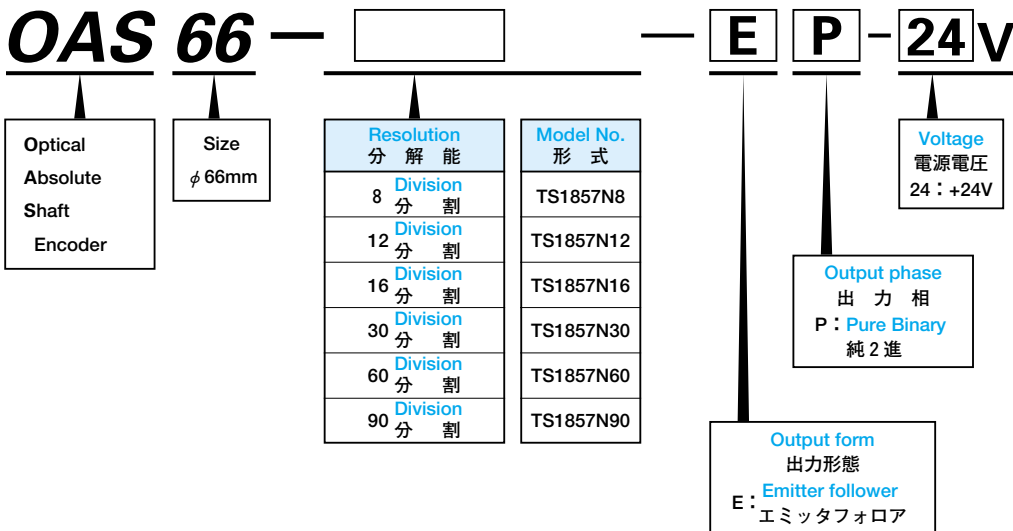 OAS 66 — — E P - 24 V
Optical
Absolute
Shaft
Encoder
Size
φ 66mm
Resolution
分 解 能
8 Division
分 割
12 Division
分 割
16 Division
分 割
30 Division
分 割
60 Division
分 割
90 Division
分 割
Model No.
形 式
TS1857N8
TS1857N12
TS1857N16
TS1857N30
TS1857N60
TS1857N90
Voltage
電源電圧
24：+24V
Output phase
出 力 相
P：Pure Binary
純2進
Output form
出力形態
E：Emitter follower
エミッタフォロア